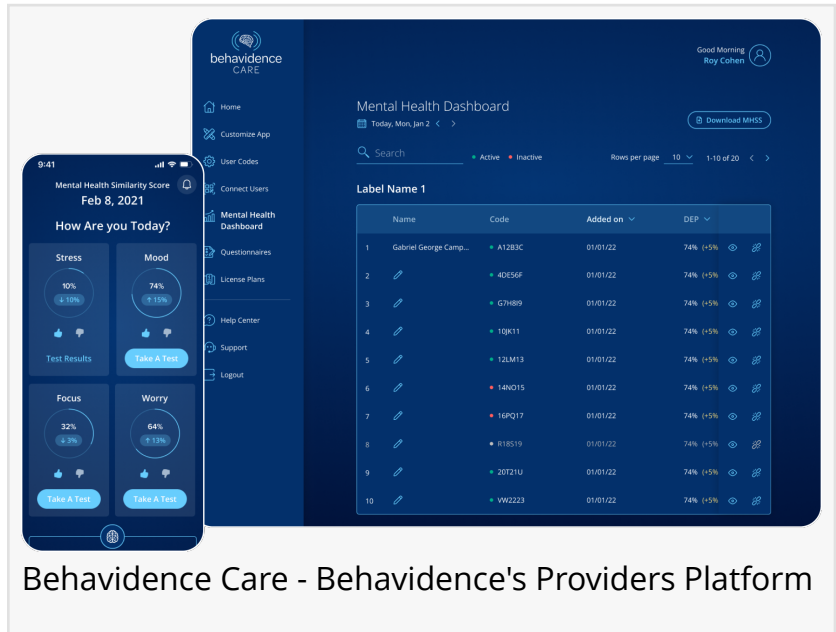 behavidence
CARE
Home
Customize App
User Codes
Connect Users
Mental Health
Dashboard
Questionnaires
License Plans
Help Center
Support
Logout
Good Morning
Roy Cohen
Mental Health Dashboard
Today, Mon, Jan 2 < >
Download MHSS
Search
Active Inactive
Rows per page 10 1-10 of 20 < >
Label Name 1
Name Code Added on DEP
1 Gabriel George Camp... A12B3C 01/01/22 74% (+5%
2 4DE56F 01/01/22 74% (+5%
3 G7H8I9 01/01/22 74% (+5%
4 10JK11 01/01/22 74% (+5%
5 12LM13 01/01/22 74% (+5%
6 14NO15 01/01/22 74% (+5%
7 16PQ17 01/01/22 74% (+5%
8 R18S19 01/01/22 74% (+5%
9 20T21U 01/01/22 74% (+5%
10 VW2223 01/01/22 74% (+5%
9:41
Mental Health Similarity Score
Feb 8, 2021
How Are you Today?
Stress Mood
10% 74%
↓ 10% ↑ 15%
Test Results Take A Test
Focus Worry
32% 64%
↓ 3% ↑ 13%
Take A Test Take A Test
Behavidence Care - Behavidence's Providers Platform